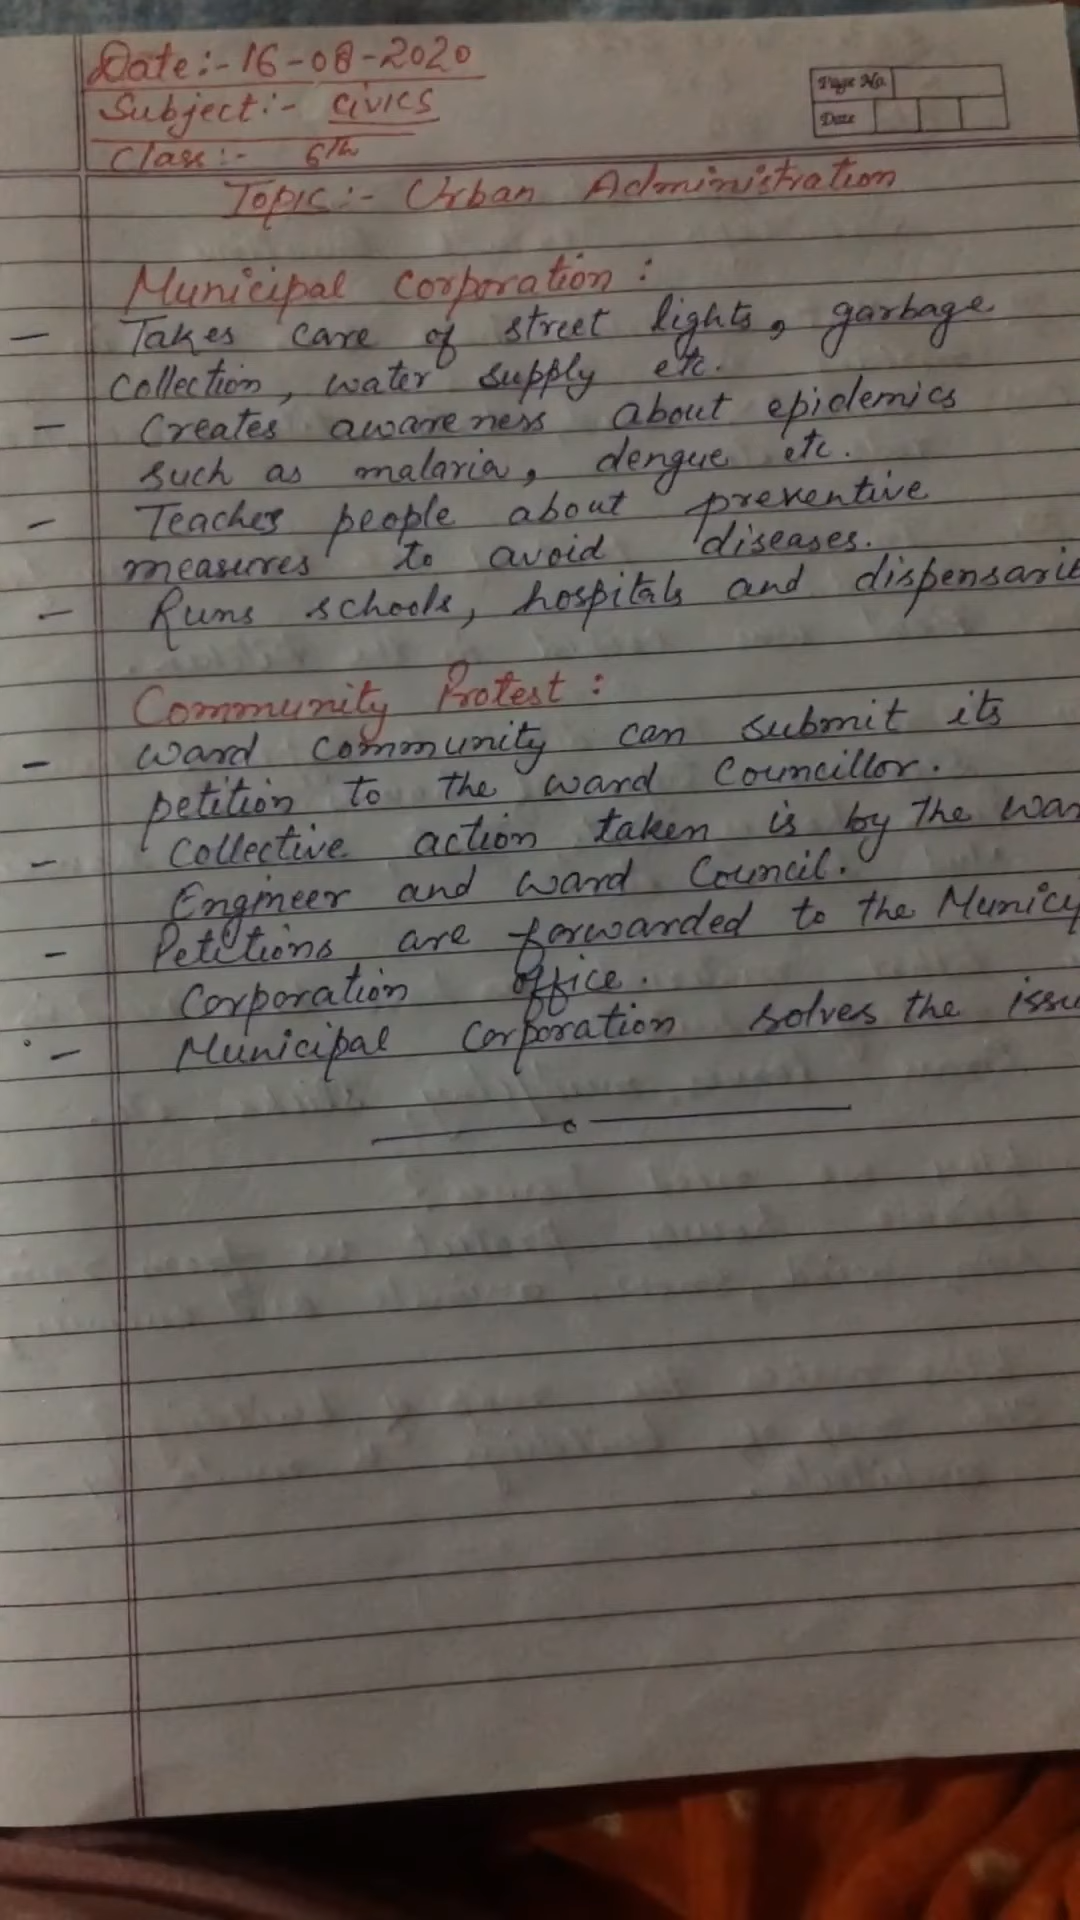 Date:-16-08-2020
Subject:- Civics
Page No.
Date
Class:- 6th
Topic:- Urban Administration
Municipal Corporation:
- Takes care of street lights, garbage
collection, water supply etc.
- Creates awareness about epidemics
such as malaria, dengue etc.
- Teaches people about preventive
measures to avoid diseases.
- Runs schools, hospitals and dispensarie
Community Protest:
- Ward community can submit its
petition to the ward Councillor.
- Collective action taken is by the war
Engineer and ward Council.
- Petitions are forwarded to the Municip
Corporation office.
- Municipal Corporation solves the issu